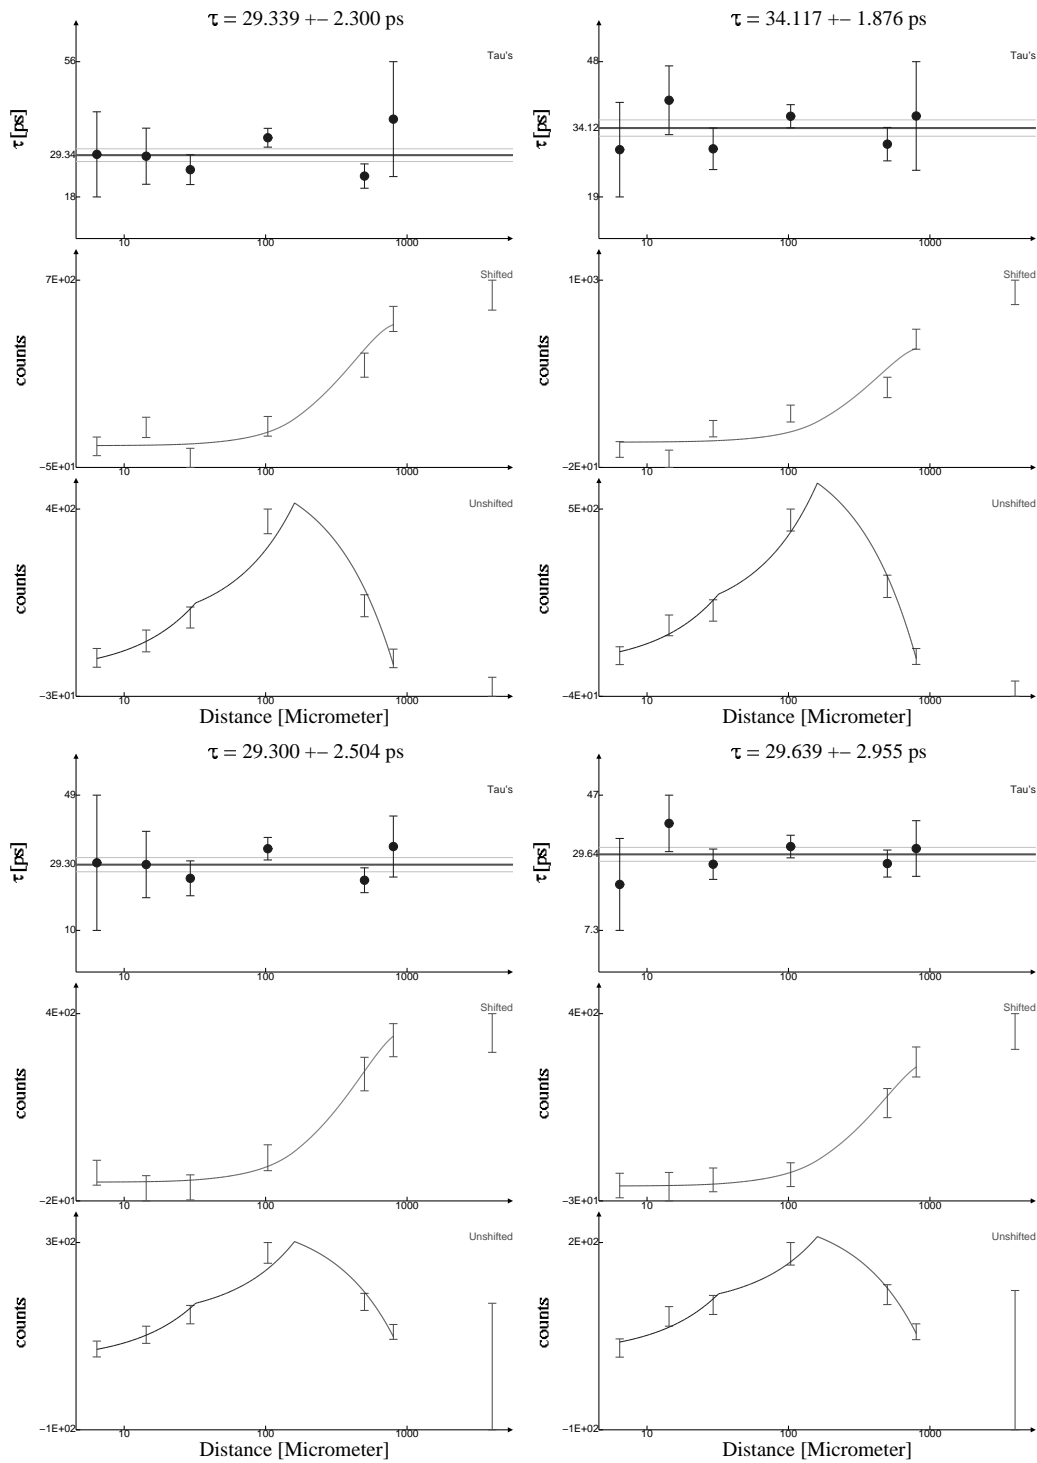 τ = 29.339 +− 2.300 ps
Tau's
56
29.34
18
τ [ps]
10 100 1000
Shifted
7E+02
−5E+01
counts
10 100 1000
Unshifted
4E+02
−3E+01
counts
10 100 1000
Distance [Micrometer]
τ = 34.117 +− 1.876 ps
Tau's
48
34.12
19
τ [ps]
10 100 1000
Shifted
1E+03
−2E+01
counts
10 100 1000
Unshifted
5E+02
−4E+01
counts
10 100 1000
Distance [Micrometer]
τ = 29.300 +− 2.504 ps
Tau's
49
29.30
10
τ [ps]
10 100 1000
Shifted
4E+02
−2E+01
counts
10 100 1000
Unshifted
3E+02
−1E+02
counts
10 100 1000
Distance [Micrometer]
τ = 29.639 +− 2.955 ps
Tau's
47
29.64
7.3
τ [ps]
10 100 1000
Shifted
4E+02
−3E+01
counts
10 100 1000
Unshifted
2E+02
−1E+02
counts
10 100 1000
Distance [Micrometer]